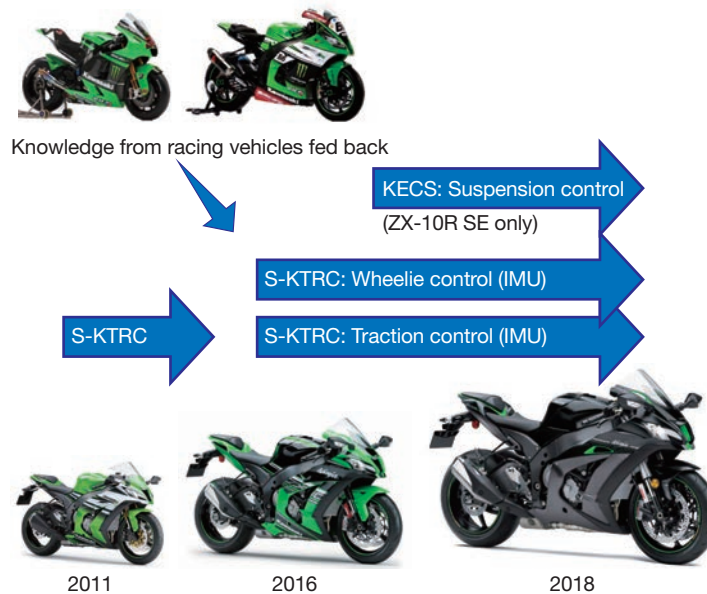 Knowledge from racing vehicles fed back
KECS: Suspension control
(ZX-10R SE only)
S-KTRC: Wheelie control (IMU)
S-KTRC
S-KTRC: Traction control (IMU)
2011
2016
2018